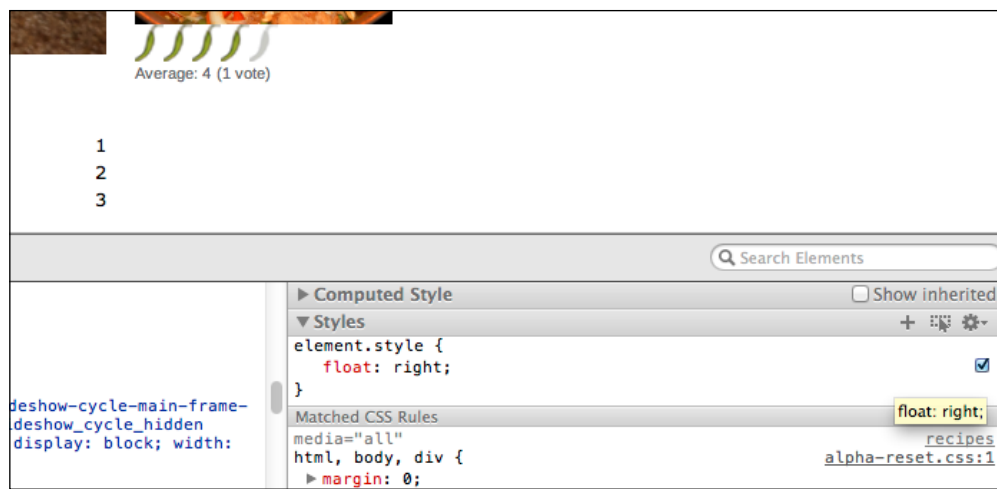 Average: 4 (1 vote)
1
2
3
Search Elements
Computed Style
Show inherited
Styles
element.style {
float: right;
}
deshow-cycle-main-frame-
deshow_cycle_hidden
display: block; width:
Matched CSS Rules
float: right;
media="all"
recipes
html, body, div {
alpha-reset.css:1
margin: 0;